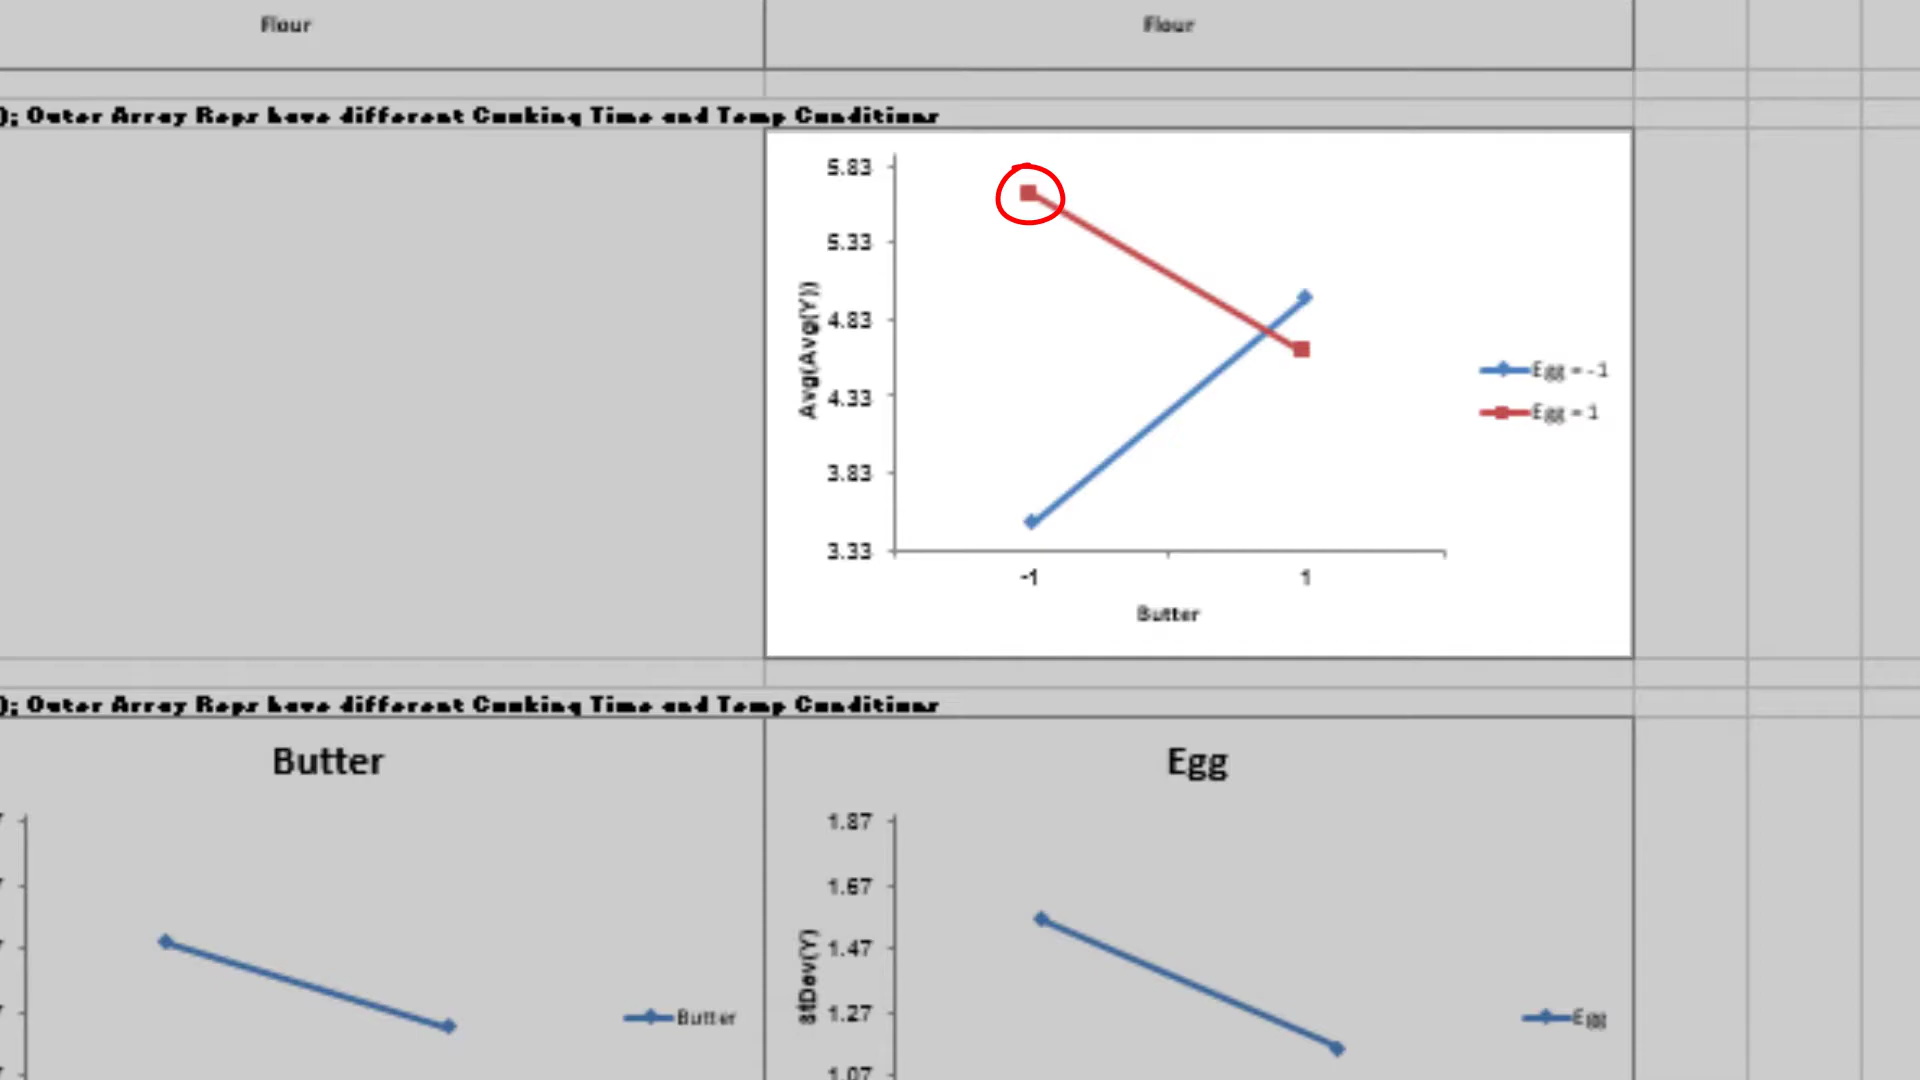 Flour
Flour
); Outer Array Reps have different Cooking Time and Temp Conditions
5.83
5.33
4.83
4.33
3.83
3.33
Avg(Avg(Y))
Egg = -1
Egg = 1
-1
1
Butter
); Outer Array Reps have different Cooking Time and Temp Conditions
Butter
Egg
Butter
1.87
1.67
1.47
1.27
1.07
StDev(Y)
Egg